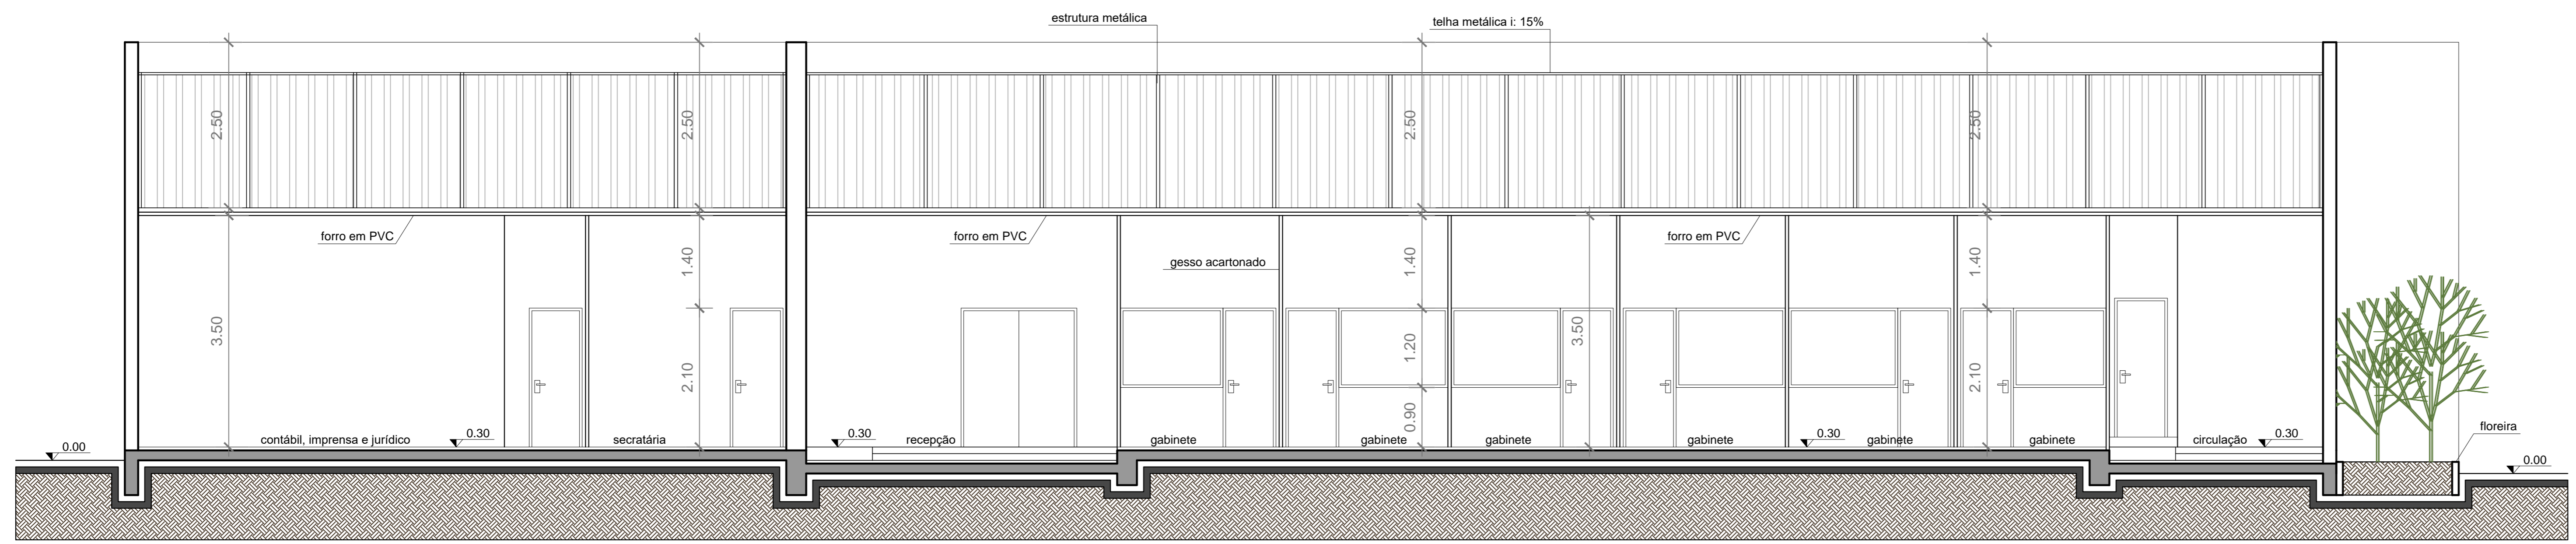 estrutura metálica
telha metálica i: 15%
2.50
2.50
2.50
2.50
forro em PVC
forro em PVC
forro em PVC
gesso acartonado
1.40
1.40
1.40
3.50
2.10
1.20
3.50
2.10
0.90
0.00
contábil, imprensa e jurídico
0.30
secratária
0.30
recepção
gabinete
gabinete
gabinete
gabinete
0.30
gabinete
gabinete
circulação
0.30
floreira
0.00